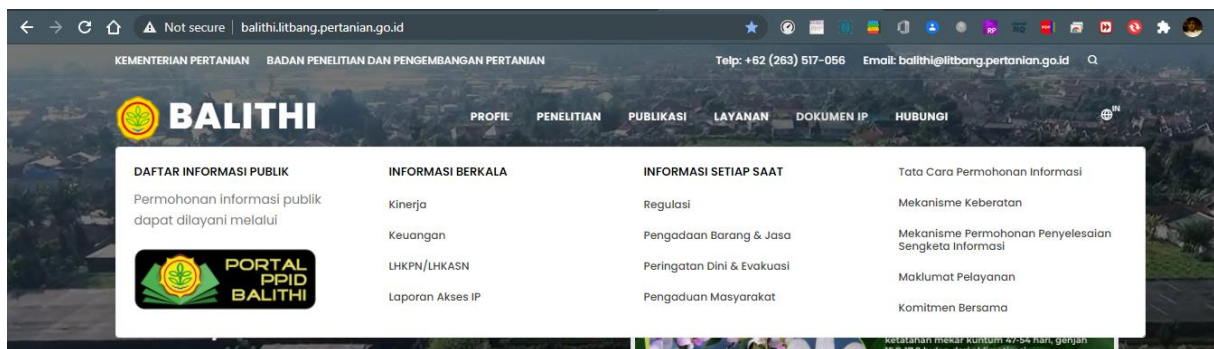 Not secure | balithi.litbang.pertanian.go.id
KEMENTERIAN PERTANIAN BADAN PENELITIAN DAN PENGEMBANGAN PERTANIAN Telp: +62 (263) 517-056 Email: balithi@litbang.pertanian.go.id
BALITHI PROFIL PENELITIAN PUBLIKASI LAYANAN DOKUMEN IP HUBUNGI IN
DAFTAR INFORMASI PUBLIK
Permohonan informasi publik
dapat dilayani melalui
PORTAL
PPID
BALITHI
INFORMASI BERKALA
Kinerja
Keuangan
LHKPN/LHKASN
Laporan Akses IP
INFORMASI SETIAP SAAT
Regulasi
Pengadaan Barang & Jasa
Peringatan Dini & Evakuasi
Pengaduan Masyarakat
Tata Cara Permohonan Informasi
Mekanisme Keberatan
Mekanisme Permohonan Penyelesaian
Sengketa Informasi
Maklumat Pelayanan
Komitmen Bersama
ketahanan mekar kuntum 47-54 hari, genjah